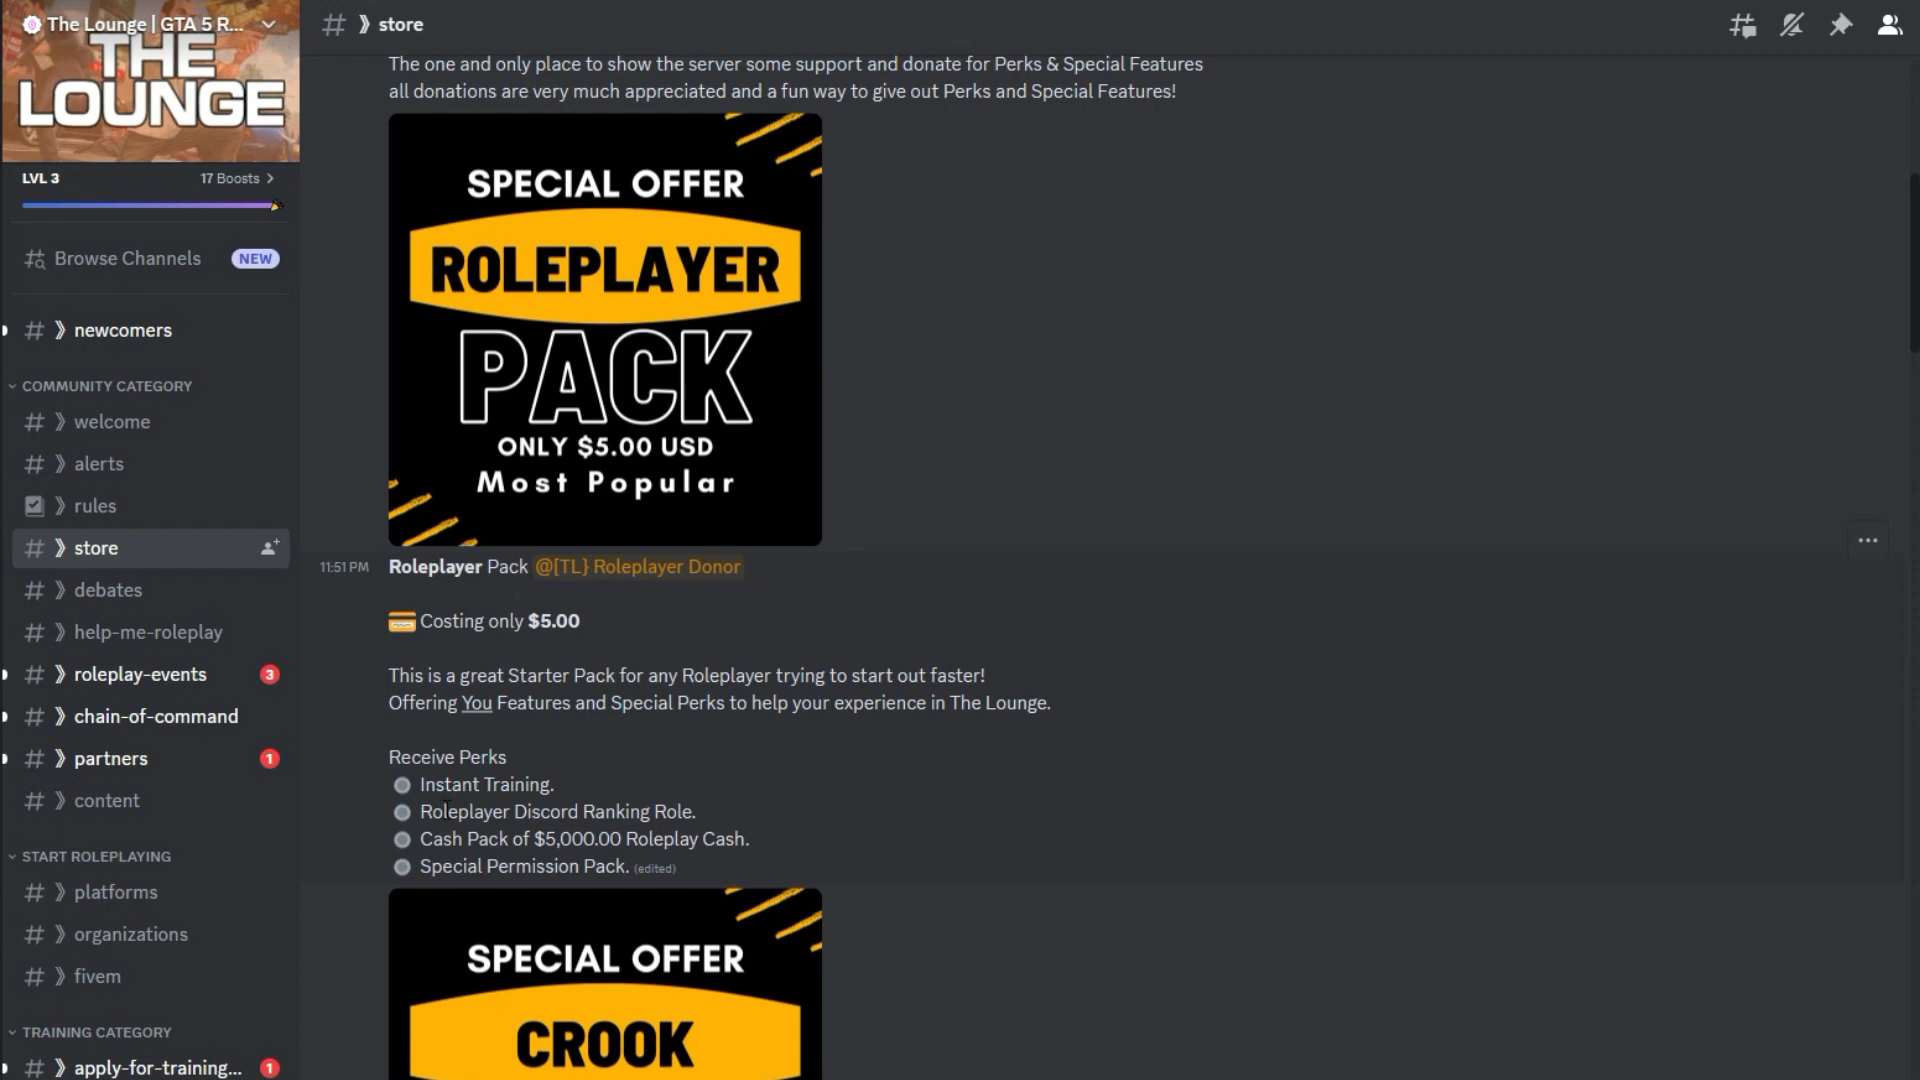 The Lounge | GTA 5 R...
THE
LOUNGE
LVL 3
17 Boosts
Browse Channels
NEW
》newcomers
COMMUNITY CATEGORY
》welcome
》alerts
》rules
》store
》debates
》help-me-roleplay
》roleplay-events
3
》chain-of-command
》partners
1
》content
START ROLEPLAYING
》platforms
》organizations
》fivem
TRAINING CATEGORY
》apply-for-training...
1
》store
The one and only place to show the server some support and donate for Perks & Special Features
all donations are very much appreciated and a fun way to give out Perks and Special Features!
SPECIAL OFFER
ROLEPLAYER
PACK
ONLY $5.00 USD
Most Popular
11:51 PM
Roleplayer Pack @[TL} Roleplayer Donor
Costing only $5.00
This is a great Starter Pack for any Roleplayer trying to start out faster!
Offering You Features and Special Perks to help your experience in The Lounge.
Receive Perks
Instant Training.
Roleplayer Discord Ranking Role.
Cash Pack of $5,000.00 Roleplay Cash.
Special Permission Pack. (edited)
SPECIAL OFFER
CROOK